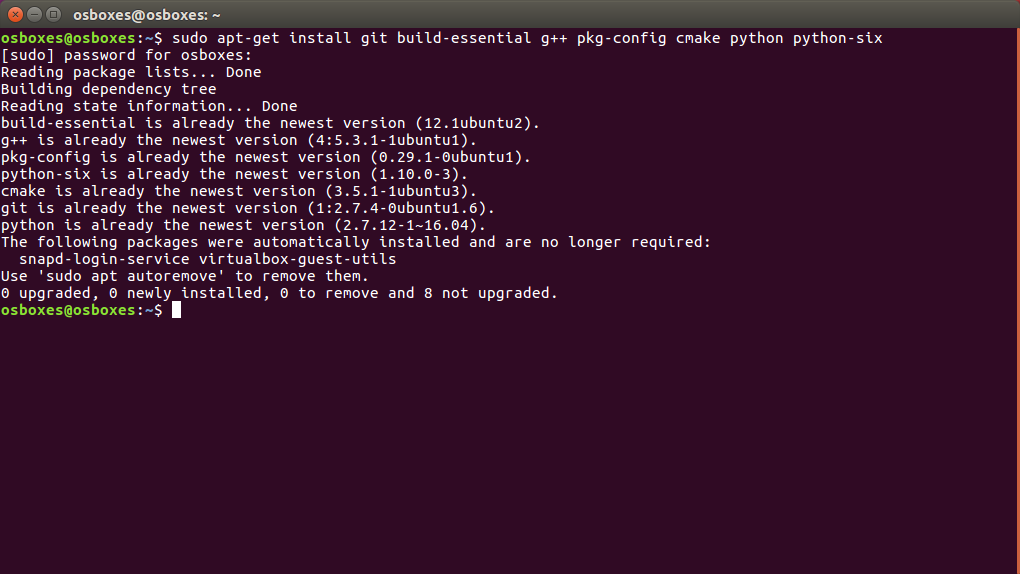 osboxes@osboxes: ~
osboxes@osboxes:~$ sudo apt-get install git build-essential g++ pkg-config cmake python python-six
[sudo] password for osboxes:
Reading package lists... Done
Building dependency tree
Reading state information... Done
build-essential is already the newest version (12.1ubuntu2).
g++ is already the newest version (4:5.3.1-1ubuntu1).
pkg-config is already the newest version (0.29.1-0ubuntu1).
python-six is already the newest version (1.10.0-3).
cmake is already the newest version (3.5.1-1ubuntu3).
git is already the newest version (1:2.7.4-0ubuntu1.6).
python is already the newest version (2.7.12-1~16.04).
The following packages were automatically installed and are no longer required:
  snapd-login-service virtualbox-guest-utils
Use 'sudo apt autoremove' to remove them.
0 upgraded, 0 newly installed, 0 to remove and 8 not upgraded.
osboxes@osboxes:~$